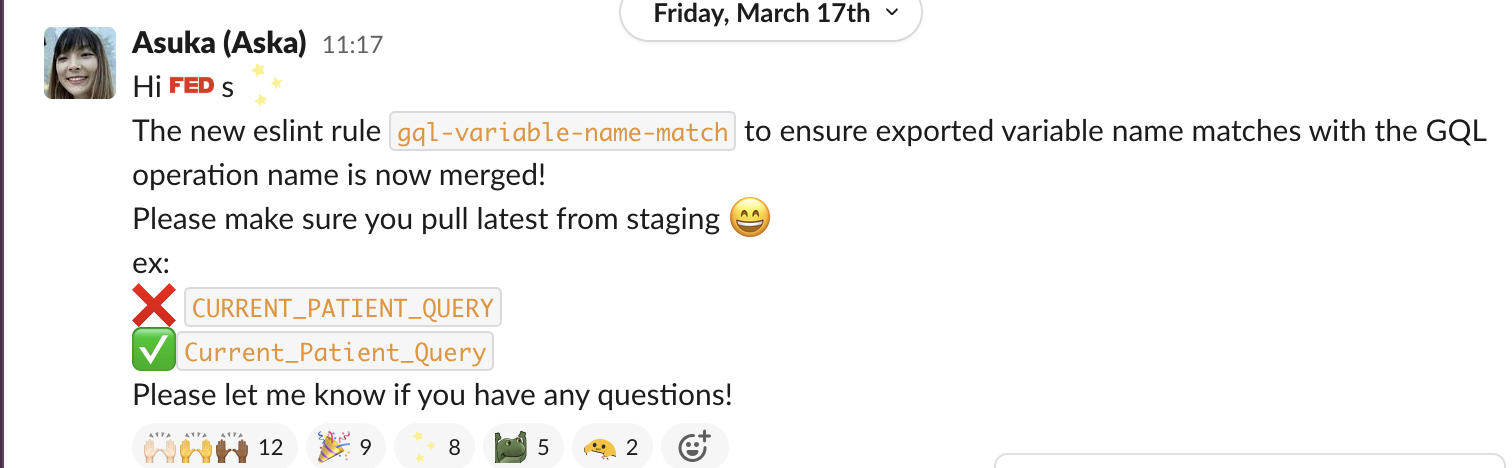 Friday, March 17th
Asuka (Aska) 11:17
Hi FED s
The new eslint rule gql-variable-name-match to ensure exported variable name matches with the GQL
operation name is now merged!
Please make sure you pull latest from staging
ex:
CURRENT_PATIENT_QUERY
Current_Patient_Query
Please let me know if you have any questions!
12 9 8 5 2